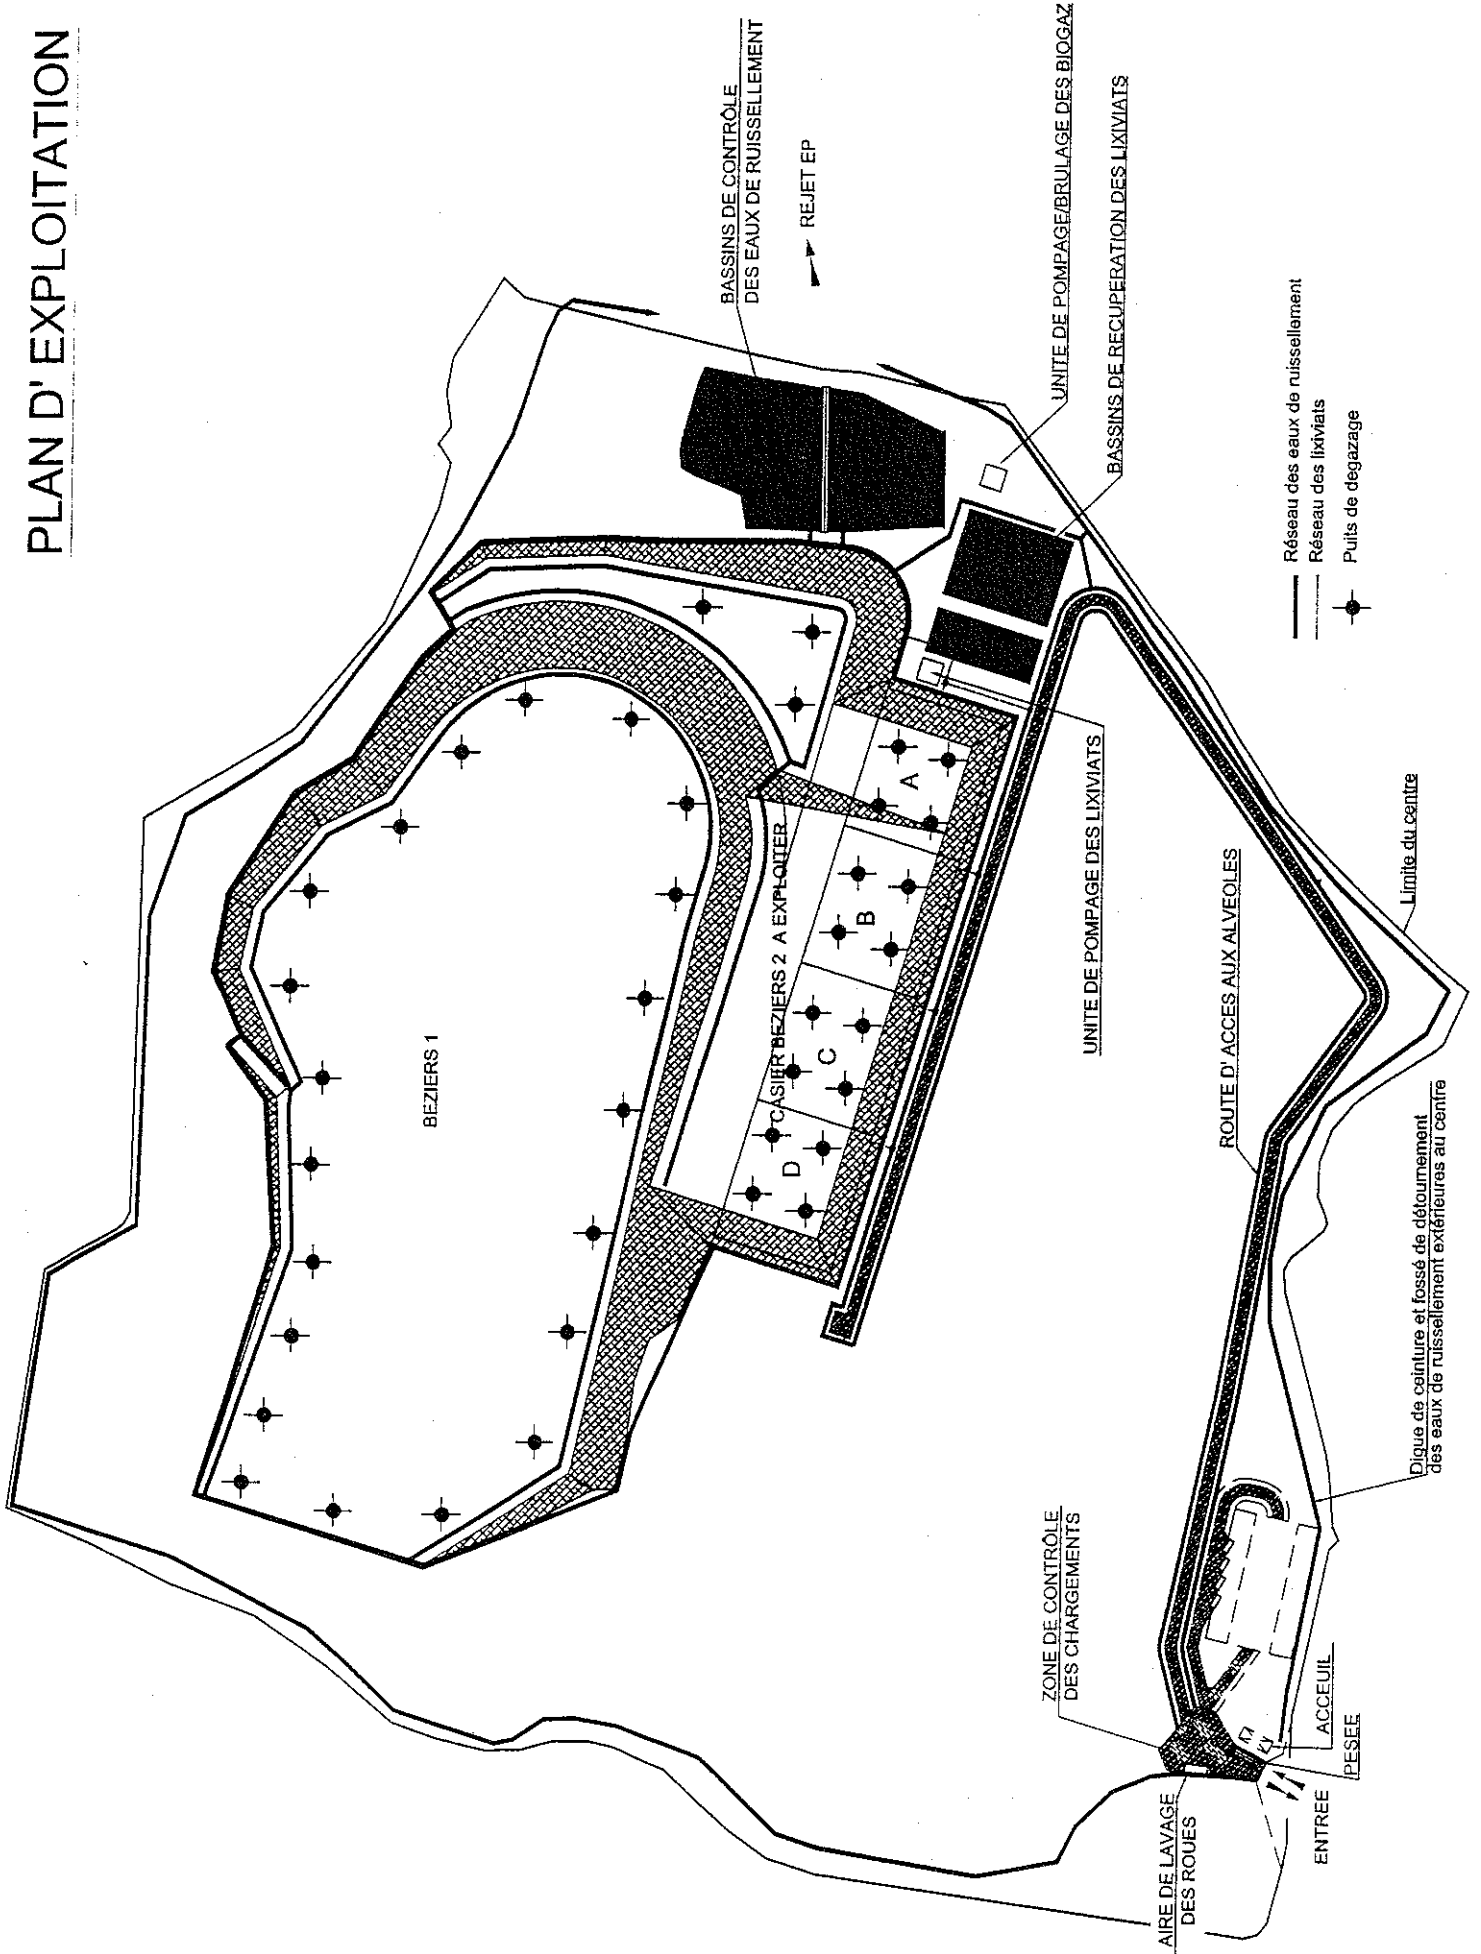 PLAN D' EXPLOITATION
BASSINS DE CONTRÔLE
DES EAUX DE RUISSELLEMENT
REJET EP
UNITE DE POMPAGE/BRULAGE DES BIOGAZ
BASSINS DE RECUPERATION DES LIXIVIATS
BEZIERS 1
CASIER BEZIERS 2 A EXPLOITER
A
B
C
D
UNITE DE POMPAGE DES LIXIVIATS
ROUTE D' ACCES AUX ALVEOLES
Limite du centre
Digue de ceinture et fossé de détournement
des eaux de ruissellement extérieures au centre
ZONE DE CONTRÔLE
DES CHARGEMENTS
AIRE DE LAVAGE
DES ROUES
ENTREE
PESEE
ACCEUIL
Réseau des eaux de ruissellement
Réseau des lixiviats
Puits de degazage